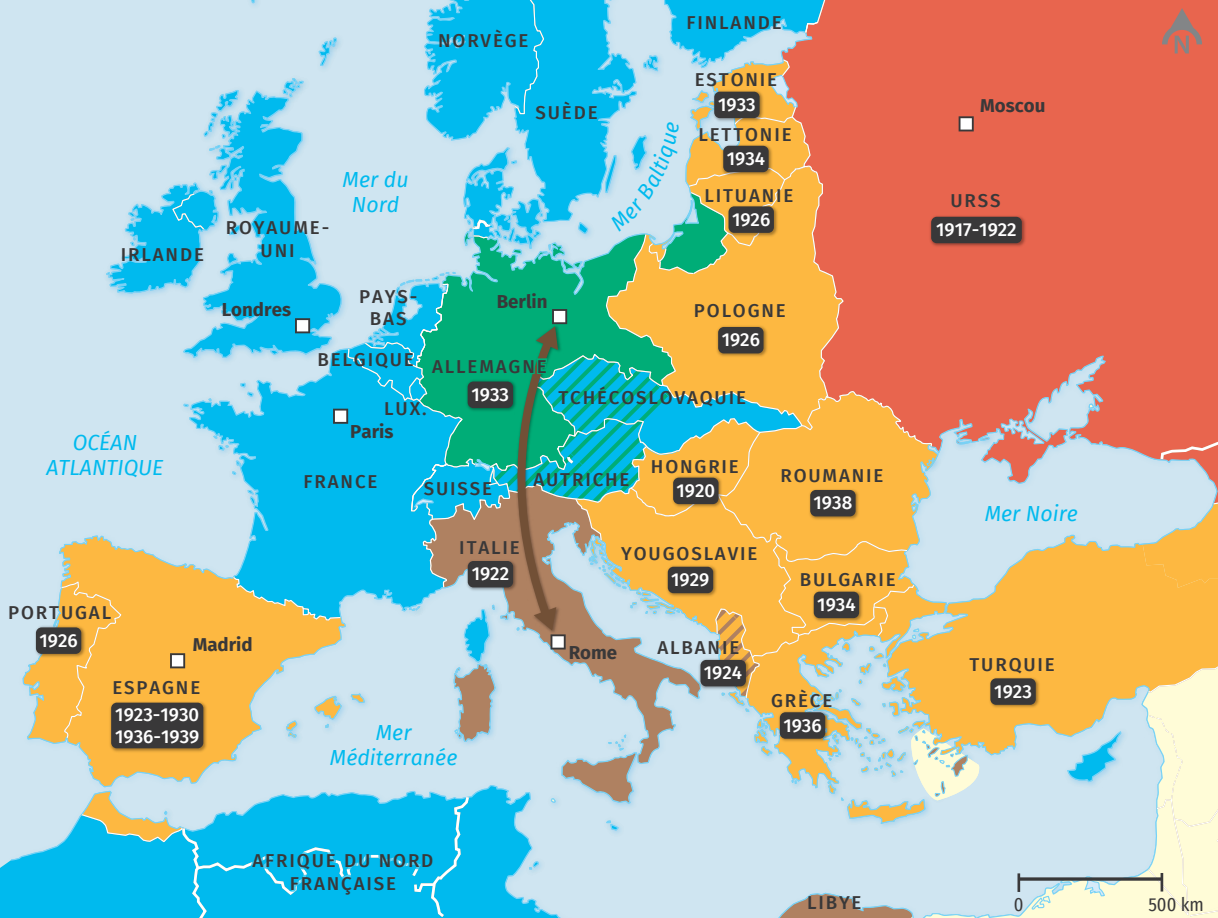 FINLANDE
NORVÈGE
N
ESTONIE
1933
Moscou
SUÈDE
LETTONIE
1934
Mer Baltique
Mer du
Nord
LITUANIE
1926
URSS
1917-1922
ROYAUME-
UNI
IRLANDE
PAYS-
BAS
Berlin
Londres
POLOGNE
1926
BELGIQUE
ALLEMAGNE
1933
TCHÉCOSLOVAQUIE
LUX.
Paris
OCÉAN
ATLANTIQUE
FRANCE
SUISSE
AUTRICHE
HONGRIE
1920
ROUMANIE
1938
Mer Noire
ITALIE
1922
YOUGOSLAVIE
1929
BULGARIE
1934
PORTUGAL
1926
Madrid
Rome
ALBANIE
1924
TURQUIE
1923
ESPAGNE
1923-1930
1936-1939
GRÈCE
1936
Mer
Méditerranée
AFRIQUE DU NORD
FRANÇAISE
LIBYE
0
500 km